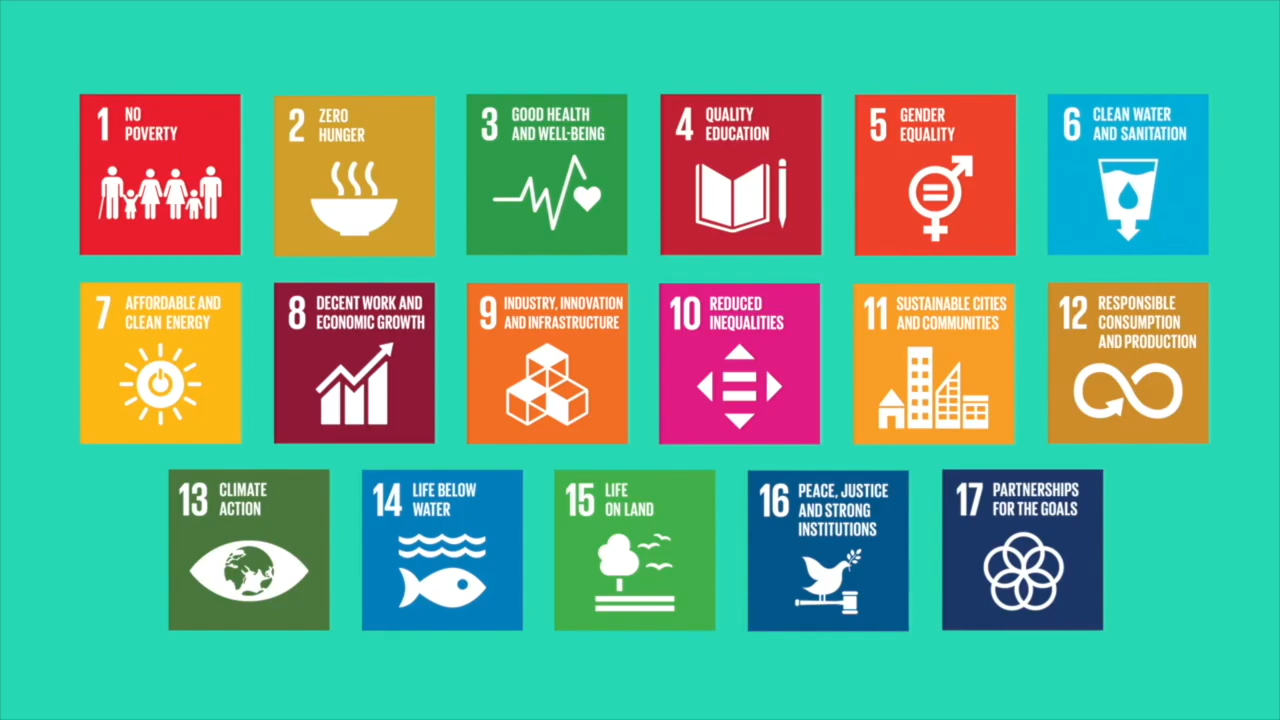 1 NO
POVERTY
2 ZERO
HUNGER
3 GOOD HEALTH
AND WELL-BEING
4 QUALITY
EDUCATION
5 GENDER
EQUALITY
6 CLEAN WATER
AND SANITATION
7 AFFORDABLE AND
CLEAN ENERGY
8 DECENT WORK AND
ECONOMIC GROWTH
9 INDUSTRY, INNOVATION
AND INFRASTRUCTURE
10 REDUCED
INEQUALITIES
11 SUSTAINABLE CITIES
AND COMMUNITIES
12 RESPONSIBLE
CONSUMPTION
AND PRODUCTION
13 CLIMATE
ACTION
14 LIFE BELOW
WATER
15 LIFE
ON LAND
16 PEACE, JUSTICE
AND STRONG
INSTITUTIONS
17 PARTNERSHIPS
FOR THE GOALS